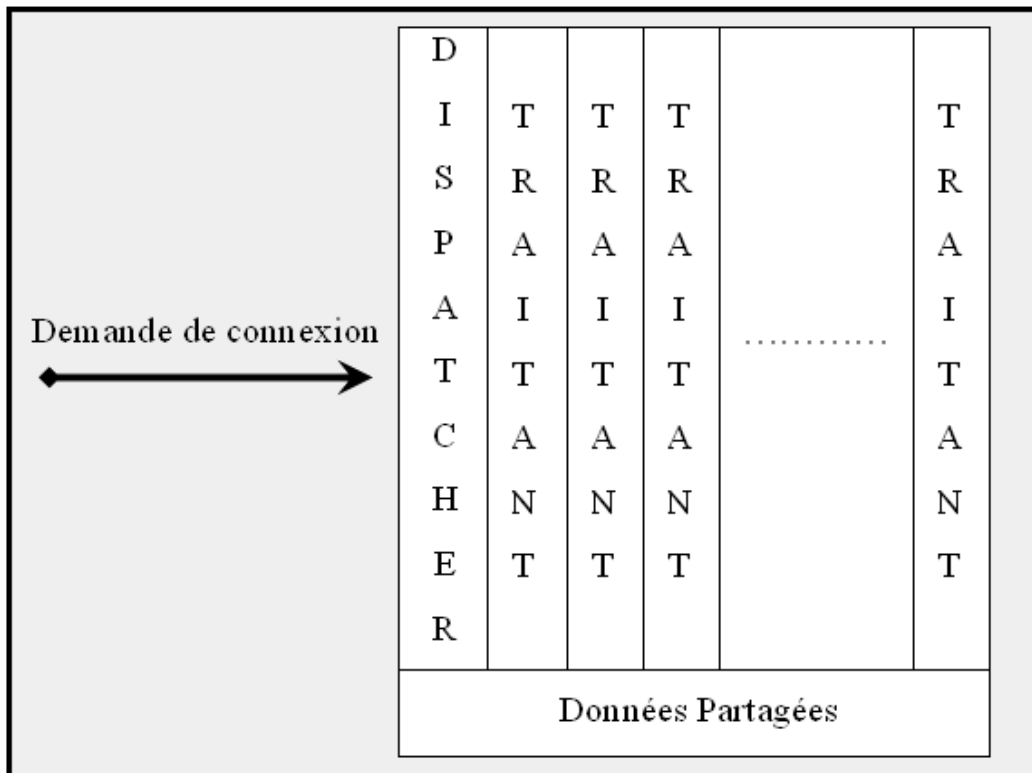 Demande de connexion
DISPATCHER
TRAITANT
TRAITANT
TRAITANT
............
TRAITANT
Données Partagées